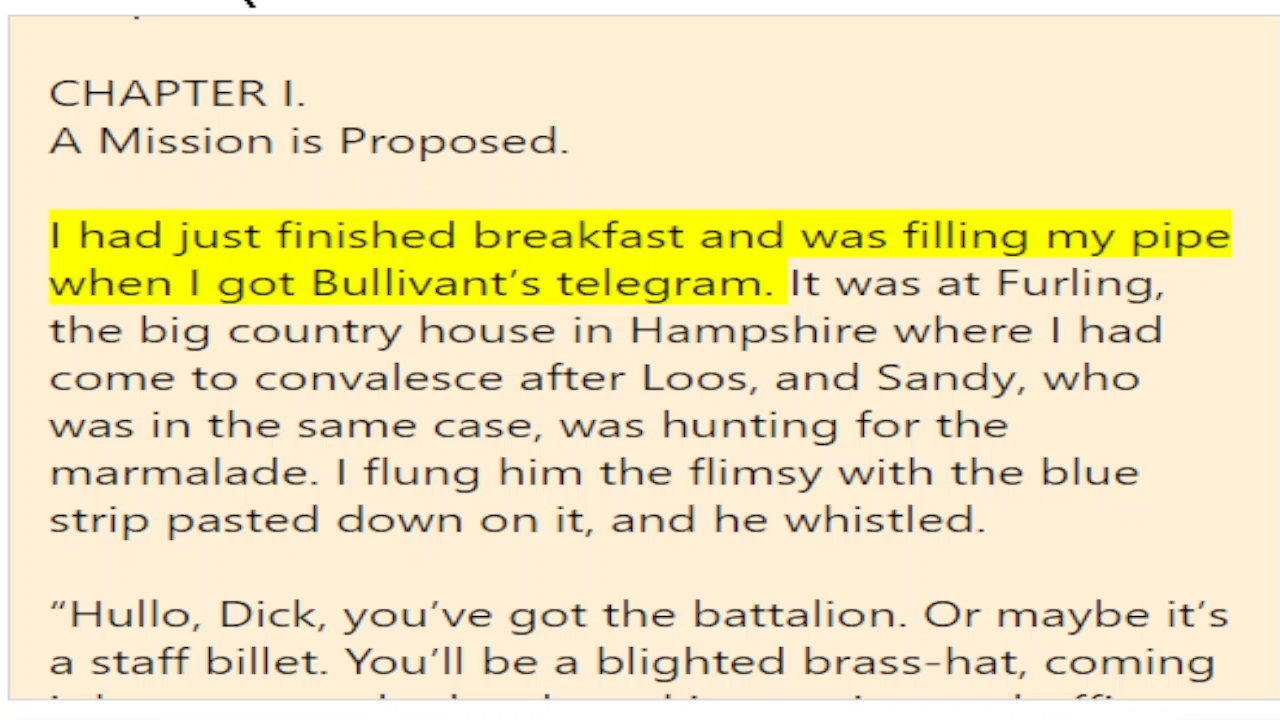 CHAPTER I.
A Mission is Proposed.
I had just finished breakfast and was filling my pipe
when I got Bullivant’s telegram. It was at Furling,
the big country house in Hampshire where I had
come to convalesce after Loos, and Sandy, who
was in the same case, was hunting for the
marmalade. I flung him the flimsy with the blue
strip pasted down on it, and he whistled.
“Hullo, Dick, you’ve got the battalion. Or maybe it’s
a staff billet. You’ll be a blighted brass-hat, coming